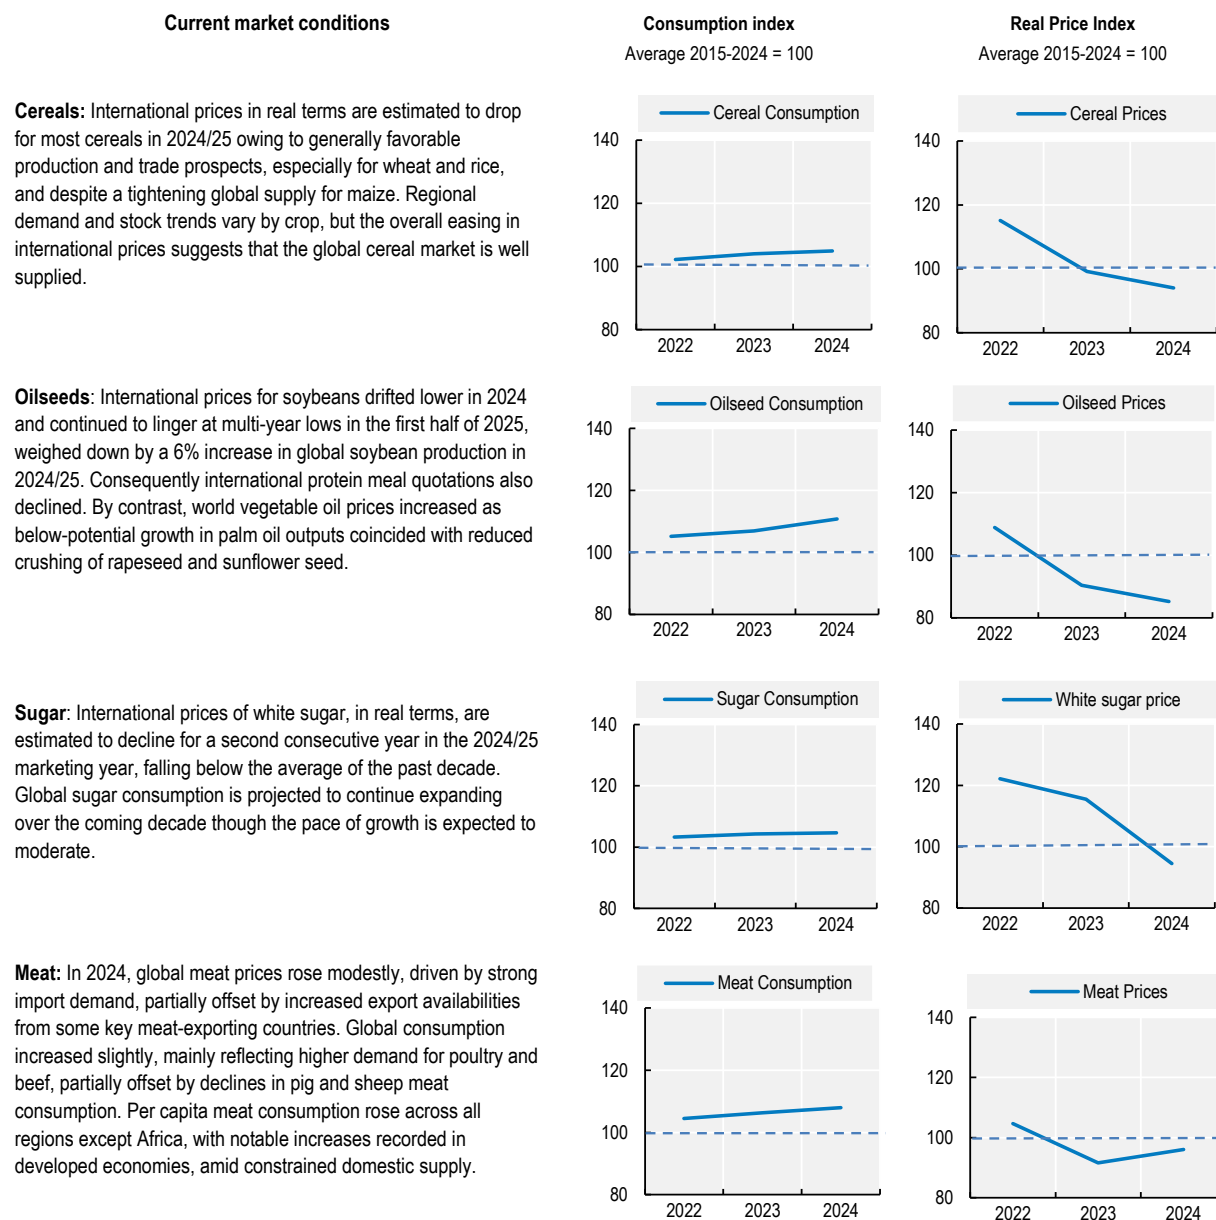 Current market conditions
Consumption index
Average 2015-2024 = 100
Real Price Index
Average 2015-2024 = 100
Cereals: International prices in real terms are estimated to drop
for most cereals in 2024/25 owing to generally favorable
production and trade prospects, especially for wheat and rice,
and despite a tightening global supply for maize. Regional
demand and stock trends vary by crop, but the overall easing in
international prices suggests that the global cereal market is well
supplied.
Cereal Consumption
140
120
100
80
2022 2023 2024
Cereal Prices
140
120
100
80
2022 2023 2024
Oilseeds: International prices for soybeans drifted lower in 2024
and continued to linger at multi-year lows in the first half of 2025,
weighed down by a 6% increase in global soybean production in
2024/25. Consequently international protein meal quotations also
declined. By contrast, world vegetable oil prices increased as
below-potential growth in palm oil outputs coincided with reduced
crushing of rapeseed and sunflower seed.
Oilseed Consumption
140
120
100
80
2022 2023 2024
Oilseed Prices
140
120
100
80
2022 2023 2024
Sugar: International prices of white sugar, in real terms, are
estimated to decline for a second consecutive year in the 2024/25
marketing year, falling below the average of the past decade.
Global sugar consumption is projected to continue expanding
over the coming decade though the pace of growth is expected to
moderate.
Sugar Consumption
140
120
100
80
2022 2023 2024
White sugar price
140
120
100
80
2022 2023 2024
Meat: In 2024, global meat prices rose modestly, driven by strong
import demand, partially offset by increased export availabilities
from some key meat-exporting countries. Global consumption
increased slightly, mainly reflecting higher demand for poultry and
beef, partially offset by declines in pig and sheep meat
consumption. Per capita meat consumption rose across all
regions except Africa, with notable increases recorded in
developed economies, amid constrained domestic supply.
Meat Consumption
140
120
100
80
2022 2023 2024
Meat Prices
140
120
100
80
2022 2023 2024